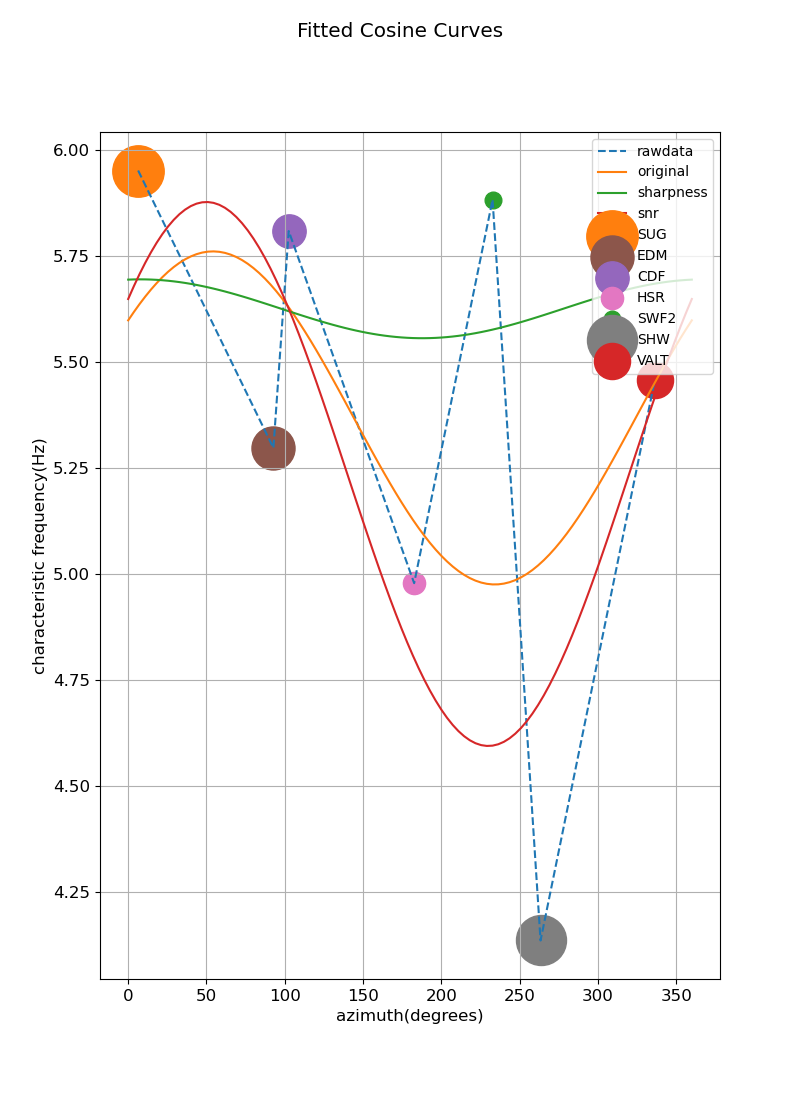 Fitted Cosine Curves
6.00
5.75
5.50
5.25
5.00
4.75
4.50
4.25
characteristic frequency(Hz)
rawdata
original
sharpness
snr
SUG
EDM
CDF
HSR
SWF2
SHW
VALT
0 50 100 150 200 250 300 350
azimuth(degrees)